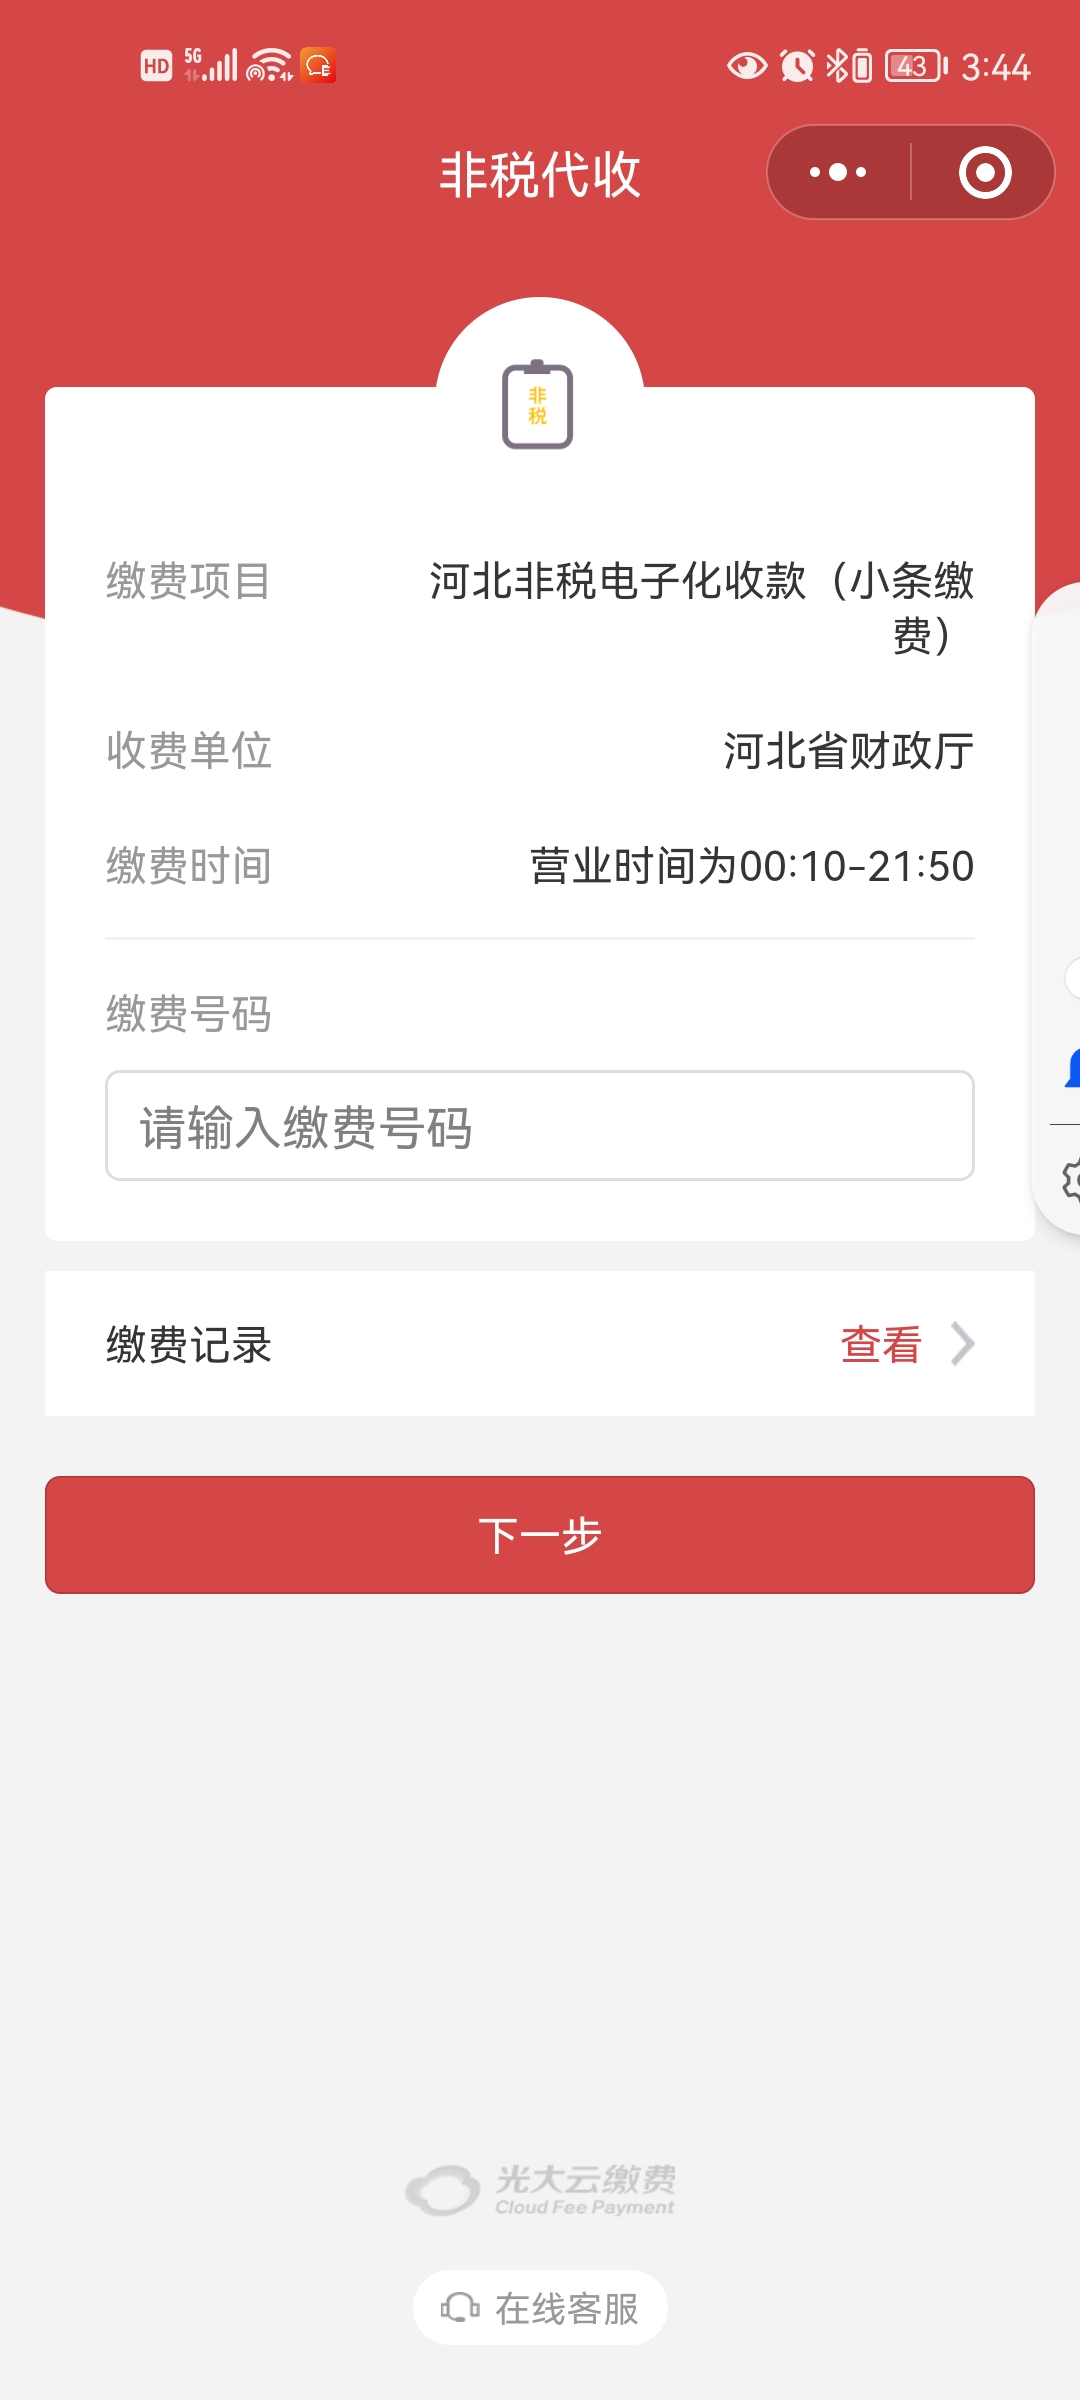 HD 5G 43 3:44
非税代收
非
税
缴费项目 河北非税电子化收款（小条缴
费）
收费单位 河北省财政厅
缴费时间 营业时间为00:10-21:50
缴费号码
请输入缴费号码
缴费记录 查看
下一步
光大云缴费
Cloud Fee Payment
在线客服